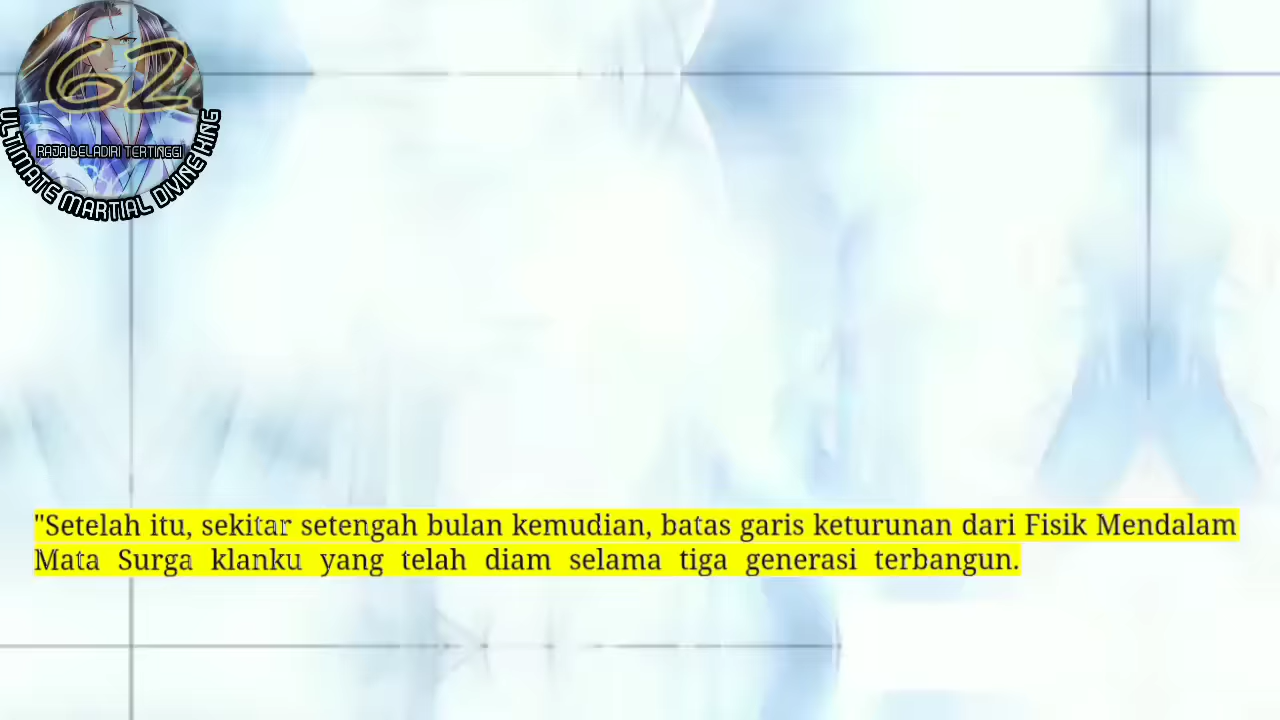 62
RAJA BELADIRI TERTINGGI
ULTIMATE MARTIAL DIVINE KING
"Setelah itu, sekitar setengah bulan kemudian, batas garis keturunan dari Fisik Mendalam
Mata Surga klanku yang telah diam selama tiga generasi terbangun.